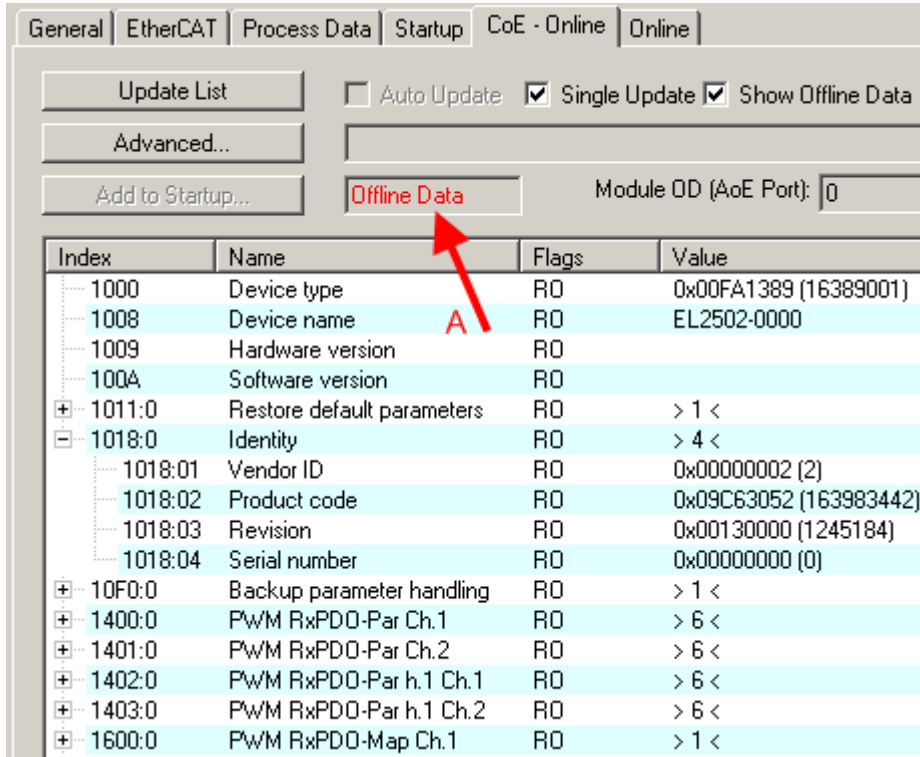 General EtherCAT Process Data Startup CoE - Online Online
Update List Auto Update Single Update Show Offline Data
Advanced...
Add to Startup... Offline Data Module OD (AoE Port): 0
A
Index Name Flags Value
1000 Device type RO 0x00FA1389 (16389001)
1008 Device name RO EL2502-0000
1009 Hardware version RO
100A Software version RO
1011:0 Restore default parameters RO > 1 <
1018:0 Identity RO > 4 <
1018:01 Vendor ID RO 0x00000002 (2)
1018:02 Product code RO 0x09C63052 (163983442)
1018:03 Revision RO 0x00130000 (1245184)
1018:04 Serial number RO 0x00000000 (0)
10F0:0 Backup parameter handling RO > 1 <
1400:0 PWM RxPDO-Par Ch.1 RO > 6 <
1401:0 PWM RxPDO-Par Ch.2 RO > 6 <
1402:0 PWM RxPDO-Par h.1 Ch.1 RO > 6 <
1403:0 PWM RxPDO-Par h.1 Ch.2 RO > 6 <
1600:0 PWM RxPDO-Map Ch.1 RO > 1 <